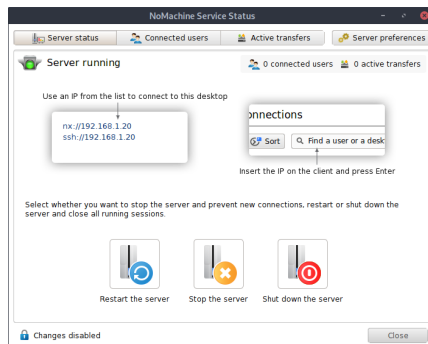 NoMachine Service Status
Server status
Connected users
Active transfers
Server preferences
Server running
0 connected users
0 active transfers
Use an IP from the list to connect to this desktop
nx://192.168.1.20
ssh://192.168.1.20
onnections
Sort
Find a user or a desk
Insert the IP on the client and press Enter
Select whether you want to stop the server and prevent new connections, restart or shut down the
server and close all running sessions.
Restart the server
Stop the server
Shut down the server
Changes disabled
Close